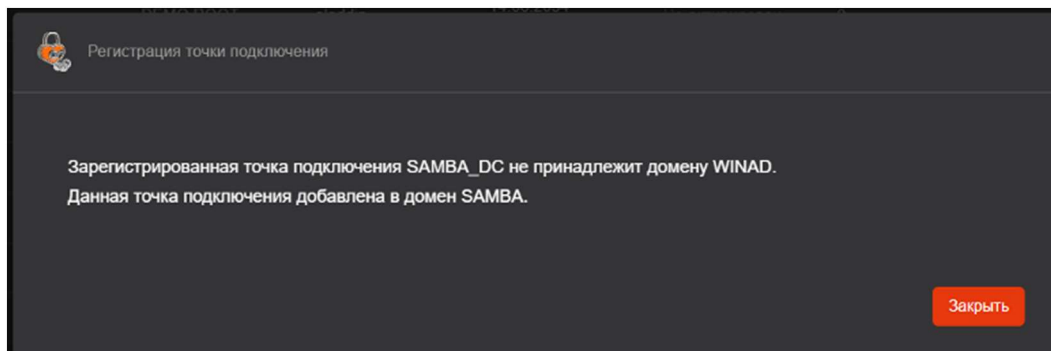 Регистрация точки подключения
Зарегистрированная точка подключения SAMBA_DC не принадлежит домену WINAD.
Данная точка подключения добавлена в домен SAMBA.
Закрыть